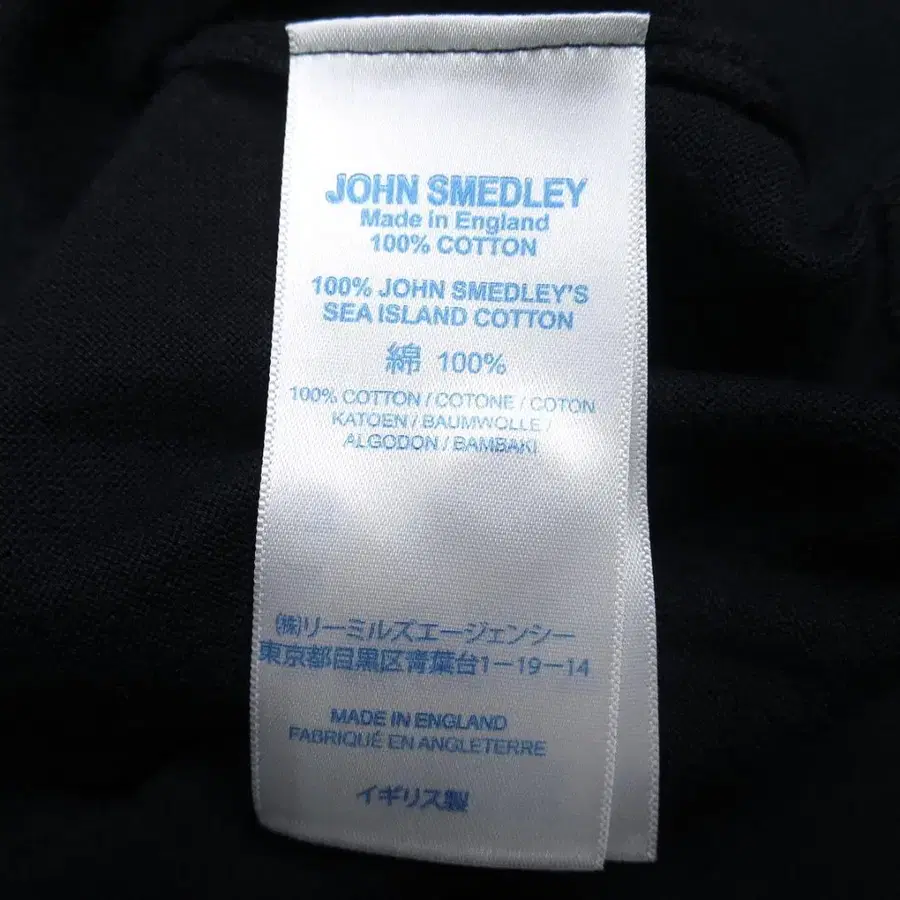 JOHN SMEDLEY
Made in England
100% COTTON
100% JOHN SMEDLEY'S
SEA ISLAND COTTON
綿 100%
100% COTTON / COTONE / COTON
KATOEN / BAUMWOLLE /
ALGODON / BAMBAKI
(株)リーミルズエージェンシー
東京都目黒区青葉台1-19-14
MADE IN ENGLAND
FABRIQUÉ EN ANGLETERRE
イギリス製